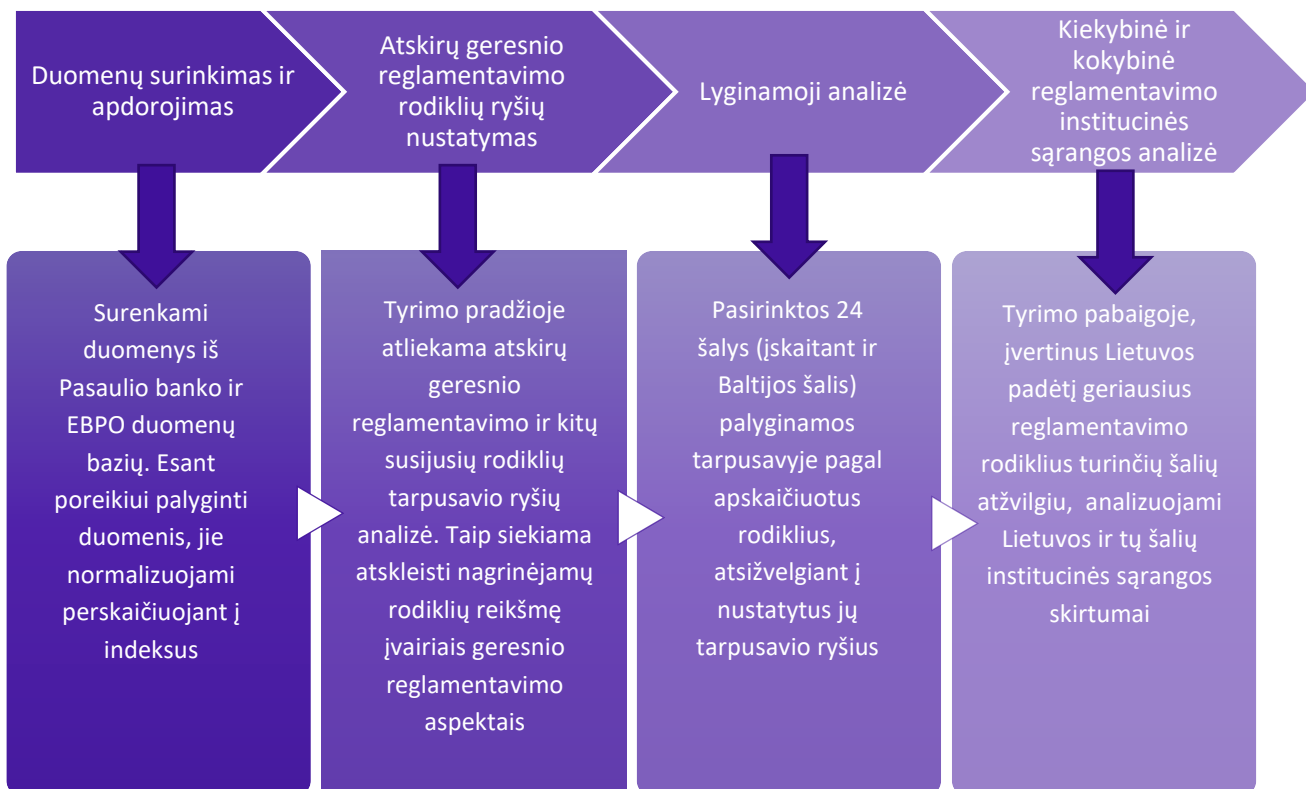 Duomenų surinkimas ir
apdorojimas
Atskirų geresnio
reglamentavimo
rodiklių ryšių
nustatymas
Lyginamoji analizė
Kiekybinė ir
kokybinė
reglamentavimo
institucinės
sąrangos analizė
Surenkami
duomenys iš
Pasaulio banko ir
EBPO duomenų
bazių. Esant
poreikiui palyginti
duomenis, jie
normalizuojami
perskaičiuojant į
indeksus
Tyrimo pradžioje
atliekama atskirų
geresnio
reglamentavimo ir kitų
susijusių rodiklių
tarpusavio ryšių
analizė. Taip siekiama
atskleisti nagrinėjamų
rodiklių reikšmę
įvairiais geresnio
reglamentavimo
aspektais
Pasirinktos 24
šalys (įskaitant ir
Baltijos šalis)
palyginamos
tarpusavyje pagal
apskaičiuotus
rodiklius,
atsižvelgiant į
nustatytus jų
tarpusavio ryšius
Tyrimo pabaigoje,
įvertinus Lietuvos
padėtį geriausius
reglamentavimo
rodiklius turinčių šalių
atžvilgiu, analizuojami
Lietuvos ir tų šalių
institucinės sąrangos
skirtumai